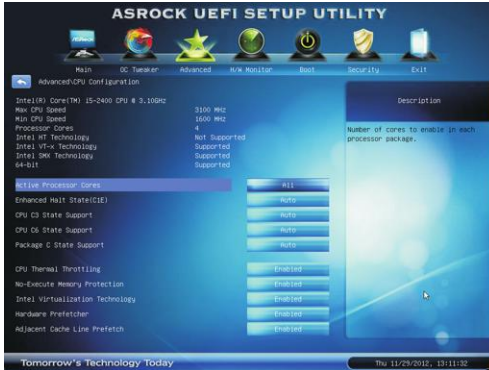 ASROCK UEFI SETUP UTILITY
Main OC Tweaker Advanced H/W Monitor Boot Security Exit
Advanced\CPU Configuration
Description
Intel(R) Core(TM) i5-2400 CPU @ 3.10GHz
Max CPU Speed 3100 MHz
Min CPU Speed 1600 MHz
Processor Cores 4
Intel HT Technology Not Supported
Intel VT-x Technology Supported
Intel SMX Technology Supported
64-bit Supported
Number of cores to enable in each
processor package.
Active Processor Cores All
Enhanced Halt State(C1E) Auto
CPU C3 State Support Auto
CPU C6 State Support Auto
Package C State Support Auto
CPU Thermal Throttling Enabled
No-Execute Memory Protection Enabled
Intel Virtualization Technology Enabled
Hardware Prefetcher Enabled
Adjacent Cache Line Prefetch Enabled
Tomorrow's Technology Today
Thu 11/29/2012, 13:11:32